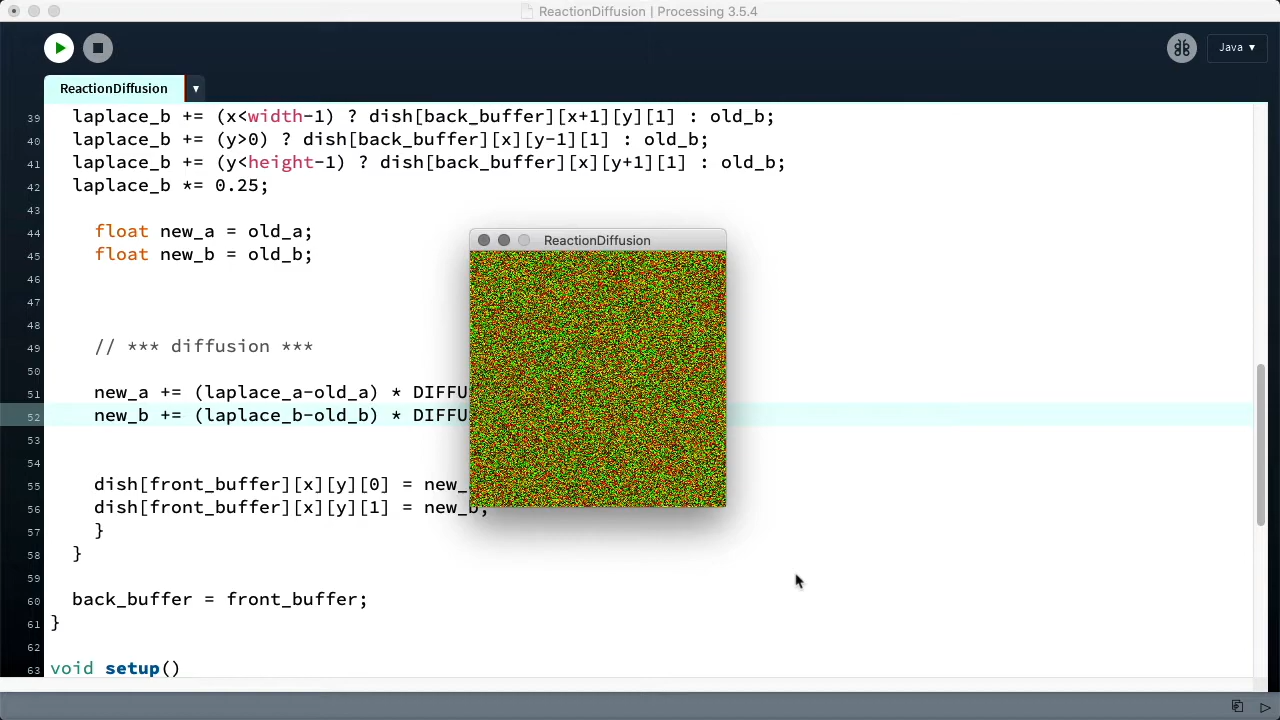 ReactionDiffusion | Processing 3.5.4
Java ▼
ReactionDiffusion ▼
39 laplace_b += (x<width-1) ? dish[back_buffer][x+1][y][1] : old_b;
40 laplace_b += (y>0) ? dish[back_buffer][x][y-1][1] : old_b;
41 laplace_b += (y<height-1) ? dish[back_buffer][x][y+1][1] : old_b;
42 laplace_b *= 0.25;
43
44 float new_a = old_a;
45 float new_b = old_b;
46
47
48
49 // *** diffusion ***
50
51 new_a += (laplace_a-old_a) * DIFFU
52 new_b += (laplace_b-old_b) * DIFFU
53
54
55 dish[front_buffer][x][y][0] = new_
56 dish[front_buffer][x][y][1] = new_b;
57 }
58 }
59
60 back_buffer = front_buffer;
61 }
62
63 void setup()
ReactionDiffusion